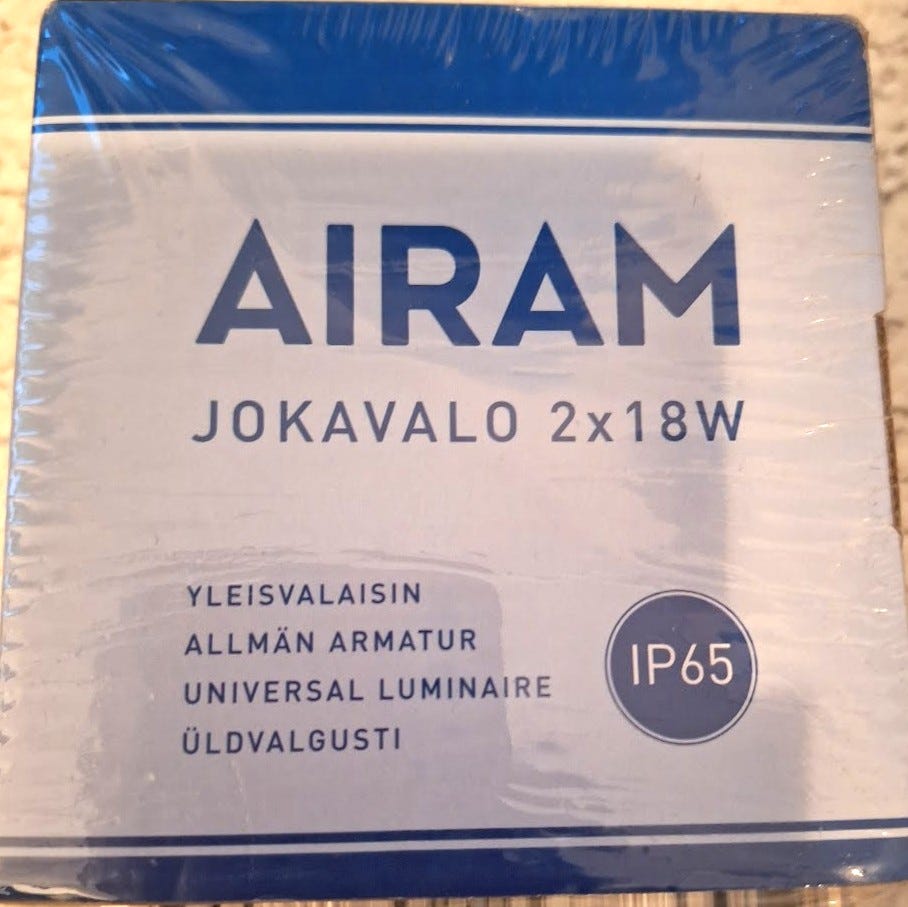 AIRAM
JOKAVALO 2x18W
YLEISVALAISIN
ALLMÄN ARMATUR
UNIVERSAL LUMINAIRE
ÜLDVALGUSTI
IP65